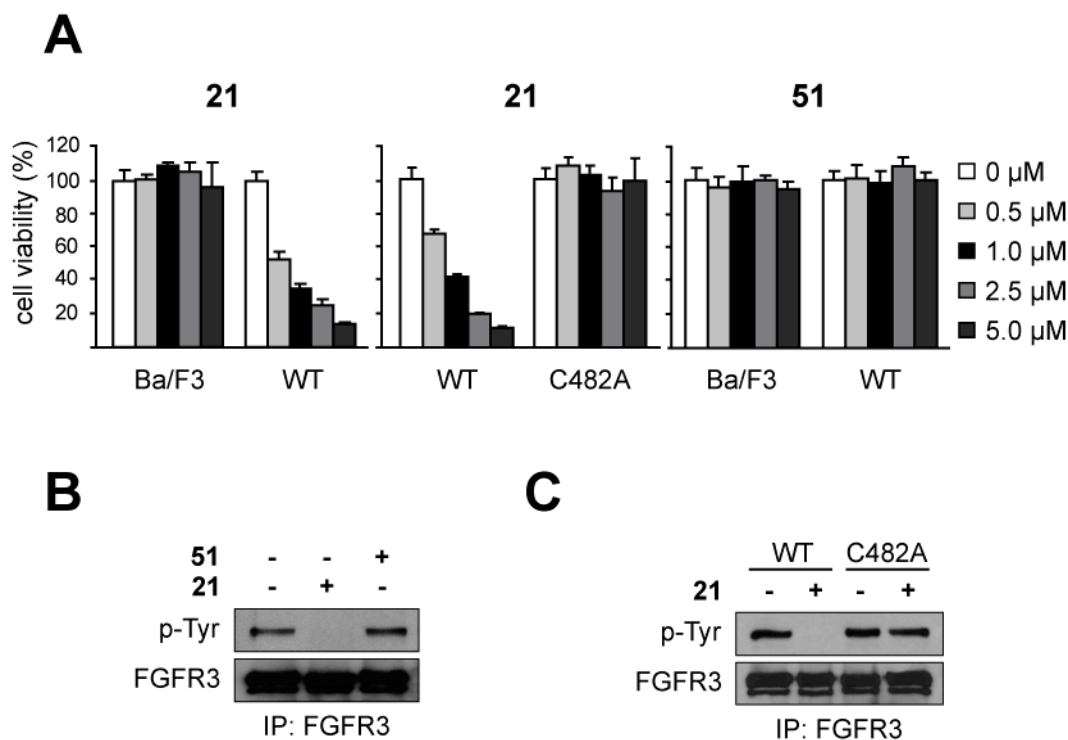 A
21 21 51
cell viability (%)
120
100
80
60
40
20
Ba/F3 WT WT C482A Ba/F3 WT
0 µM
0.5 µM
1.0 µM
2.5 µM
5.0 µM
B
51 - - +
21 - + -
p-Tyr
FGFR3
IP: FGFR3
C
WT C482A
21 - + - +
p-Tyr
FGFR3
IP: FGFR3